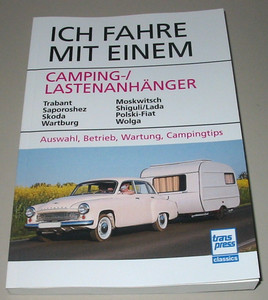 ICH FAHRE
MIT EINEM
CAMPING-/
LASTENANHÄNGER
Trabant
Saporoshez
Skoda
Wartburg
Moskwitsch
Shiguli/Lada
Polski-Fiat
Wolga
Auswahl, Betrieb, Wartung, Campingtips
trans
press
classics